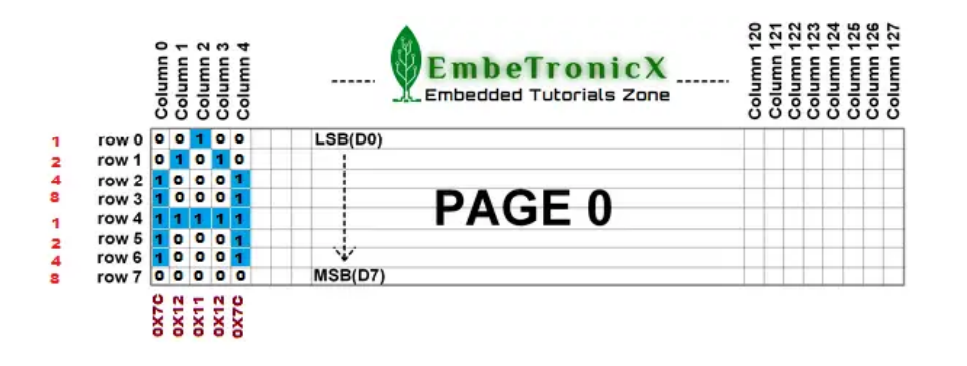 Column 0
Column 1
Column 2
Column 3
Column 4
EmbeTronicX
Embedded Tutorials Zone
Column 120
Column 121
Column 122
Column 123
Column 124
Column 125
Column 126
Column 127
1 row 0 0 0 1 0 0 LSB(D0)
2 row 1 0 1 0 1 0
4 row 2 1 0 0 0 1
8 row 3 1 0 0 0 1
PAGE 0
1 row 4 1 1 1 1 1
2 row 5 1 0 0 0 1
4 row 6 1 0 0 0 1
8 row 7 0 0 0 0 0 MSB(D7)
0X7C
0X12
0X11
0X12
0X7C